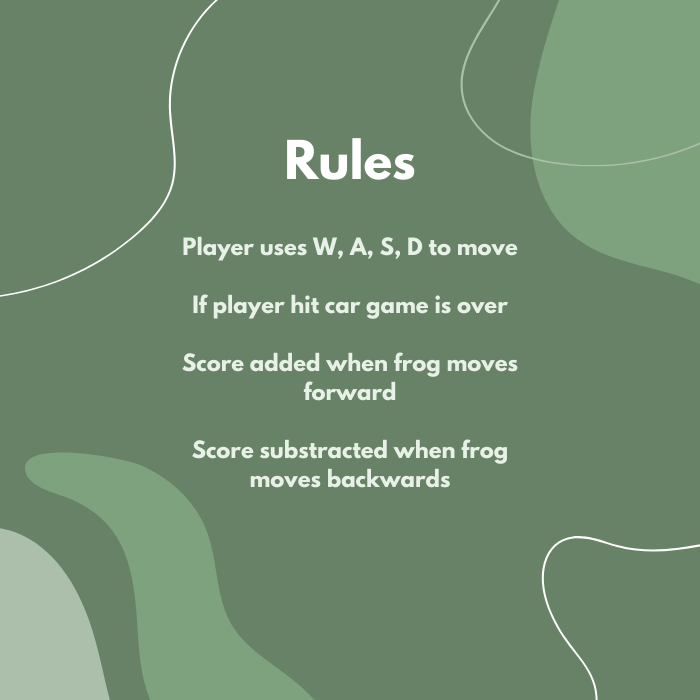 Rules
Player uses W, A, S, D to move
If player hit car game is over
Score added when frog moves
forward
Score substracted when frog
moves backwards